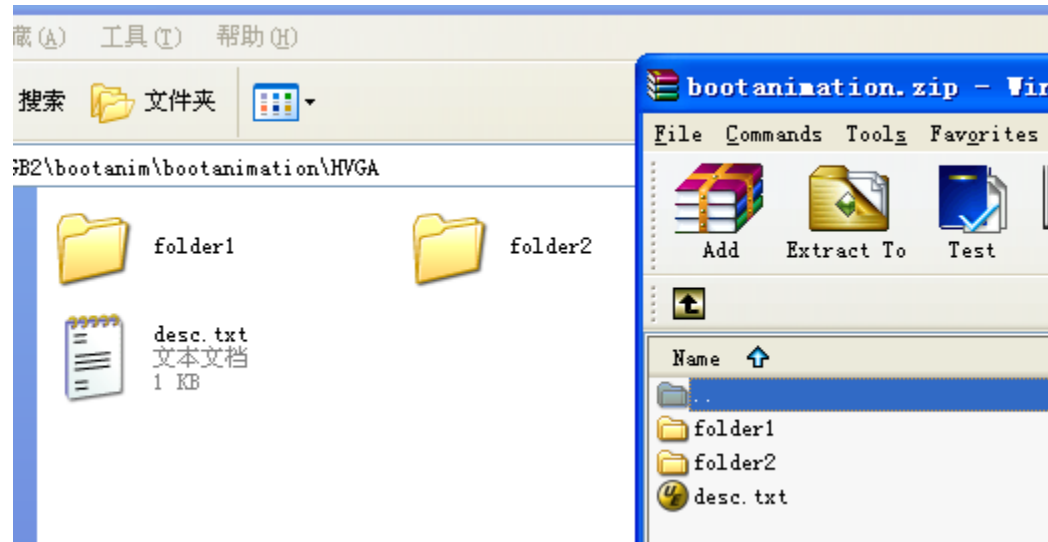 藏(A) 工具(T) 帮助(H)
搜索 文件夹
GB2\bootanim\bootanimation\HVGA
folder1 folder2
desc.txt
文本文档
1 KB
bootanimation.zip - Win
File Commands Tools Favorites
Add Extract To Test
Name
..
folder1
folder2
desc.txt